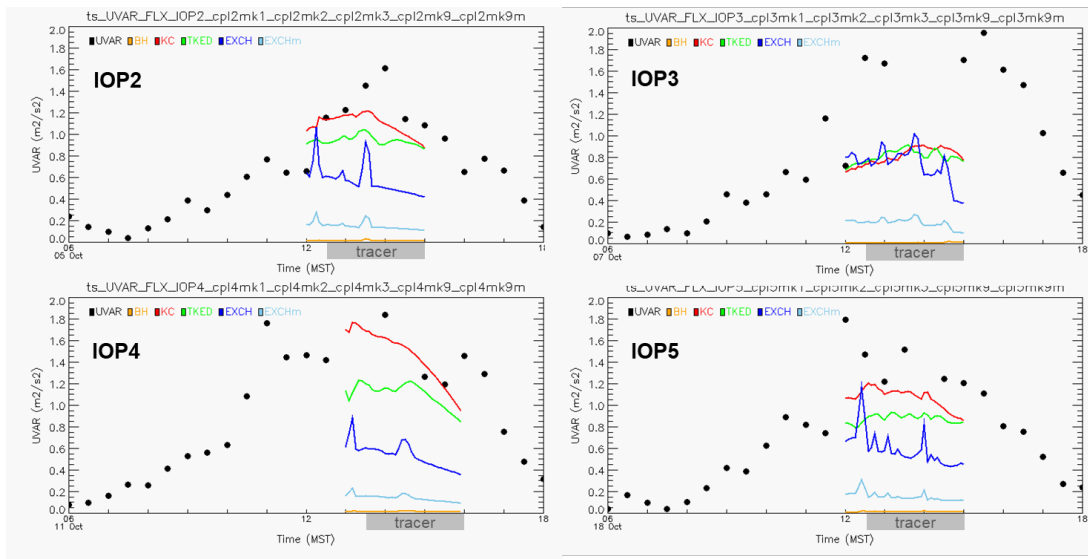 ts_UVAR_FLX_IOP2_cpl2mk1_cpl2mk2_cpl2mk3_cpl2mk9_cpl2mk9m
2.0
UVAR BH KC TKED EXCH EXCHm
1.8
IOP2
1.6
1.4
1.2
1.0
0.8
0.6
0.4
0.2
0.0
UVAR (m2/s2)
06
12
05 Oct
tracer
Time (MST)
ts_UVAR_FLX_IOP3_cpl3mk1_cpl3mk2_cpl3mk3_cpl3mk9_cpl3mk9m
2.0
UVAR BH KC TKED EXCH EXCHm
1.8
IOP3
1.6
1.4
1.2
1.0
0.8
0.6
0.4
0.2
0.0
UVAR (m2/s2)
06
12
18
07 Oct
tracer
Time (MST)
ts_UVAR_FLX_IOP4_cpl4mk1_cpl4mk2_cpl4mk3_cpl4mk9_cpl4mk9m
2.0
UVAR BH KC TKED EXCH EXCHm
1.8
IOP4
1.6
1.4
1.2
1.0
0.8
0.6
0.4
0.2
0.0
UVAR (m2/s2)
06
12
18
11 Oct
tracer
Time (MST)
ts_UVAR_FLX_IOP5_cpl5mk1_cpl5mk2_cpl5mk3_cpl5mk9_cpl5mk9m
2.0
UVAR BH KC TKED EXCH EXCHm
1.8
IOP5
1.6
1.4
1.2
1.0
0.8
0.6
0.4
0.2
0.0
UVAR (m2/s2)
06
12
18
18 Oct
tracer
Time (MST)